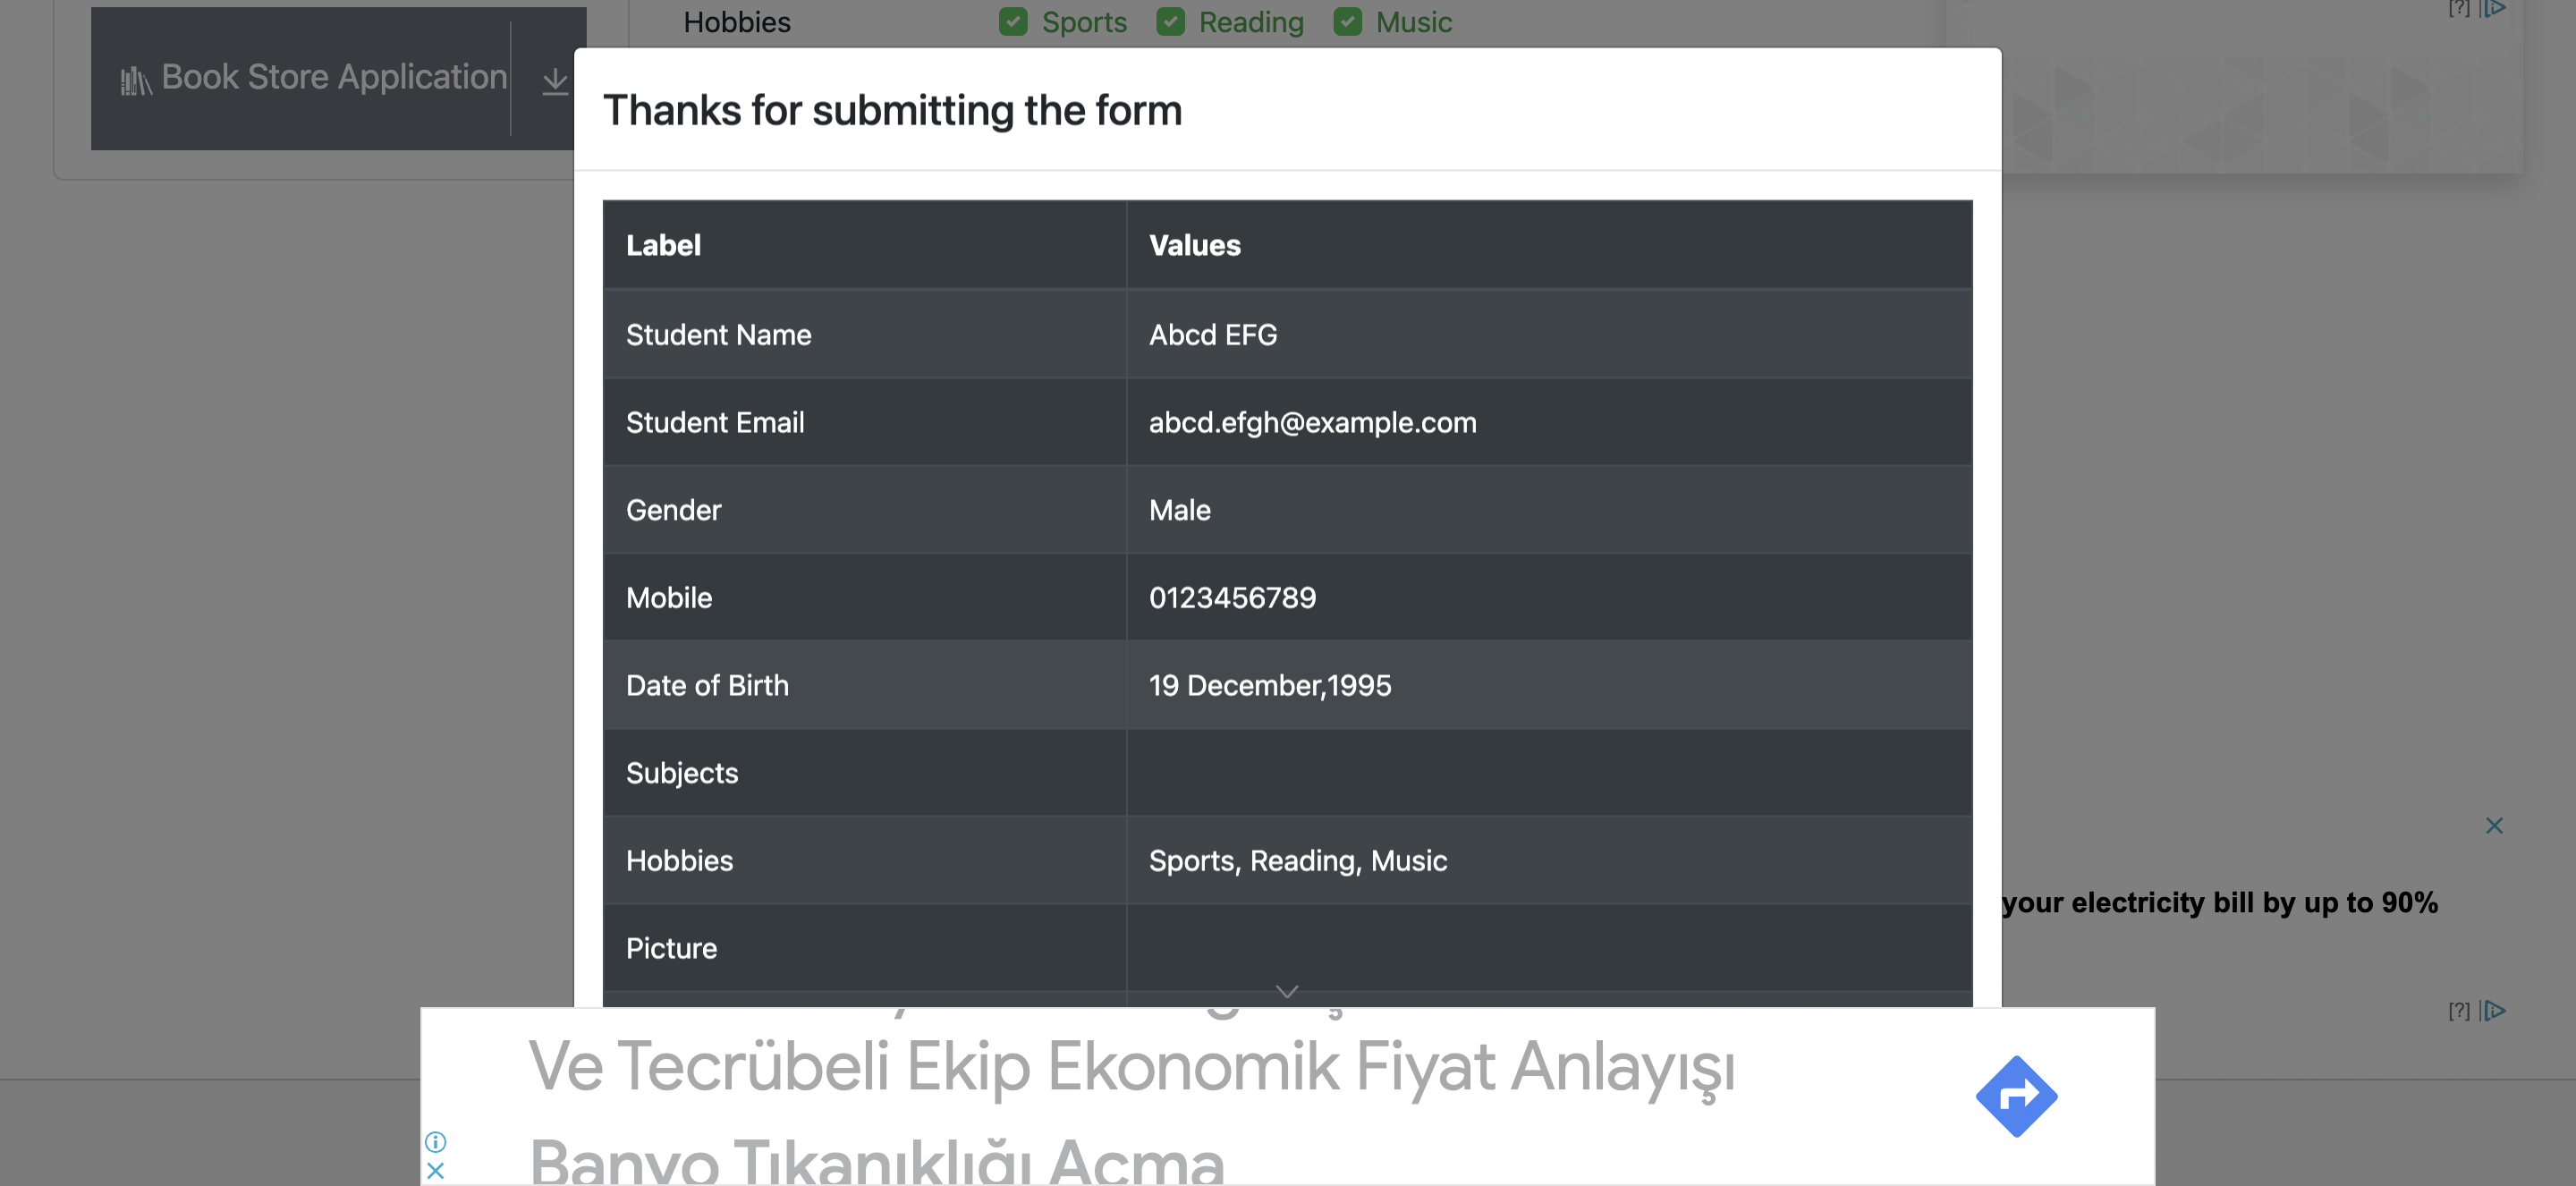 Hobbies Sports Reading Music
[?]
Book Store Application
Thanks for submitting the form
Label Values
Student Name Abcd EFG
Student Email abcd.efgh@example.com
Gender Male
Mobile 0123456789
Date of Birth 19 December,1995
Subjects
Hobbies Sports, Reading, Music
your electricity bill by up to 90%
Picture
[?]
Ve Tecrübeli Ekip Ekonomik Fiyat Anlayışı
Banyo Tıkanıklığı Açma